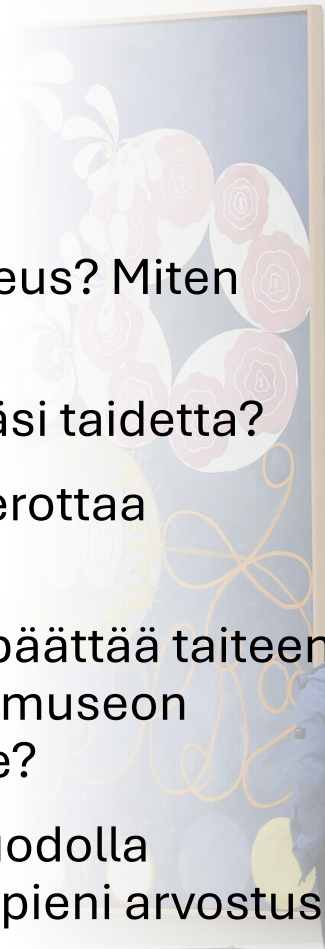 eus? Miten
äsi taidetta?
erottaa
päättää taiteen
museon
e?
uodolla
pieni arvostus